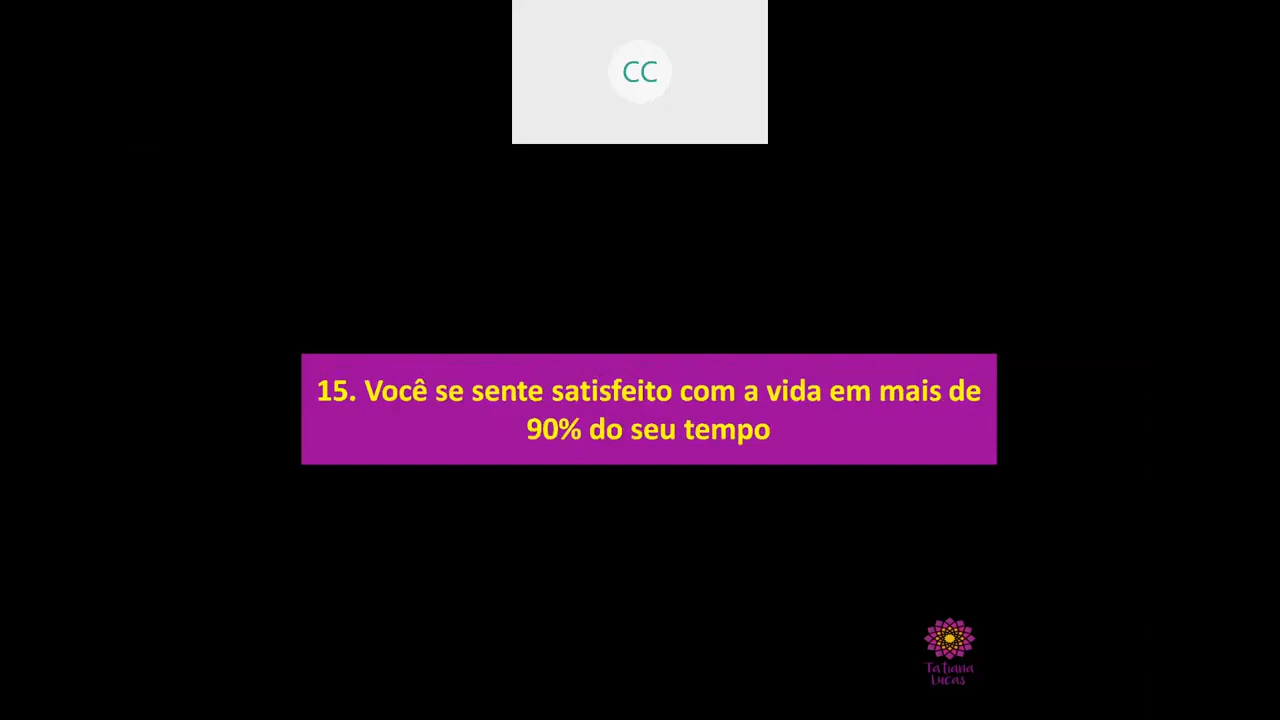 CC
15. Você se sente satisfeito com a vida em mais de
90% do seu tempo
Tatiana
Lucas